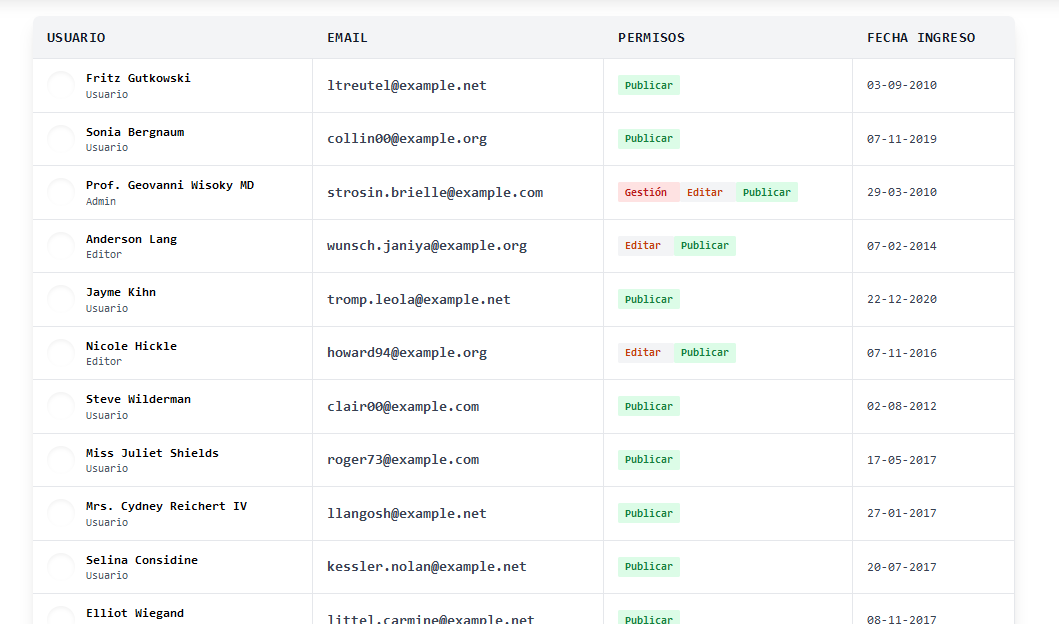 USUARIO EMAIL PERMISOS FECHA INGRESO
Fritz Gutkowski
Usuario
ltreutel@example.net
Publicar
03-09-2010
Sonia Bergnaum
Usuario
collin00@example.org
Publicar
07-11-2019
Prof. Geovanni Wisoky MD
Admin
strosin.brielle@example.com
Gestión Editar Publicar
29-03-2010
Anderson Lang
Editor
wunsch.janiya@example.org
Editar Publicar
07-02-2014
Jayme Kihn
Usuario
tromp.leola@example.net
Publicar
22-12-2020
Nicole Hickle
Editor
howard94@example.org
Editar Publicar
07-11-2016
Steve Wilderman
Usuario
clair00@example.com
Publicar
02-08-2012
Miss Juliet Shields
Usuario
roger73@example.com
Publicar
17-05-2017
Mrs. Cydney Reichert IV
Usuario
llangosh@example.net
Publicar
27-01-2017
Selina Considine
Usuario
kessler.nolan@example.net
Publicar
20-07-2017
Elliot Wiegand
littel.carmine@example.net
Publicar
08-11-2017